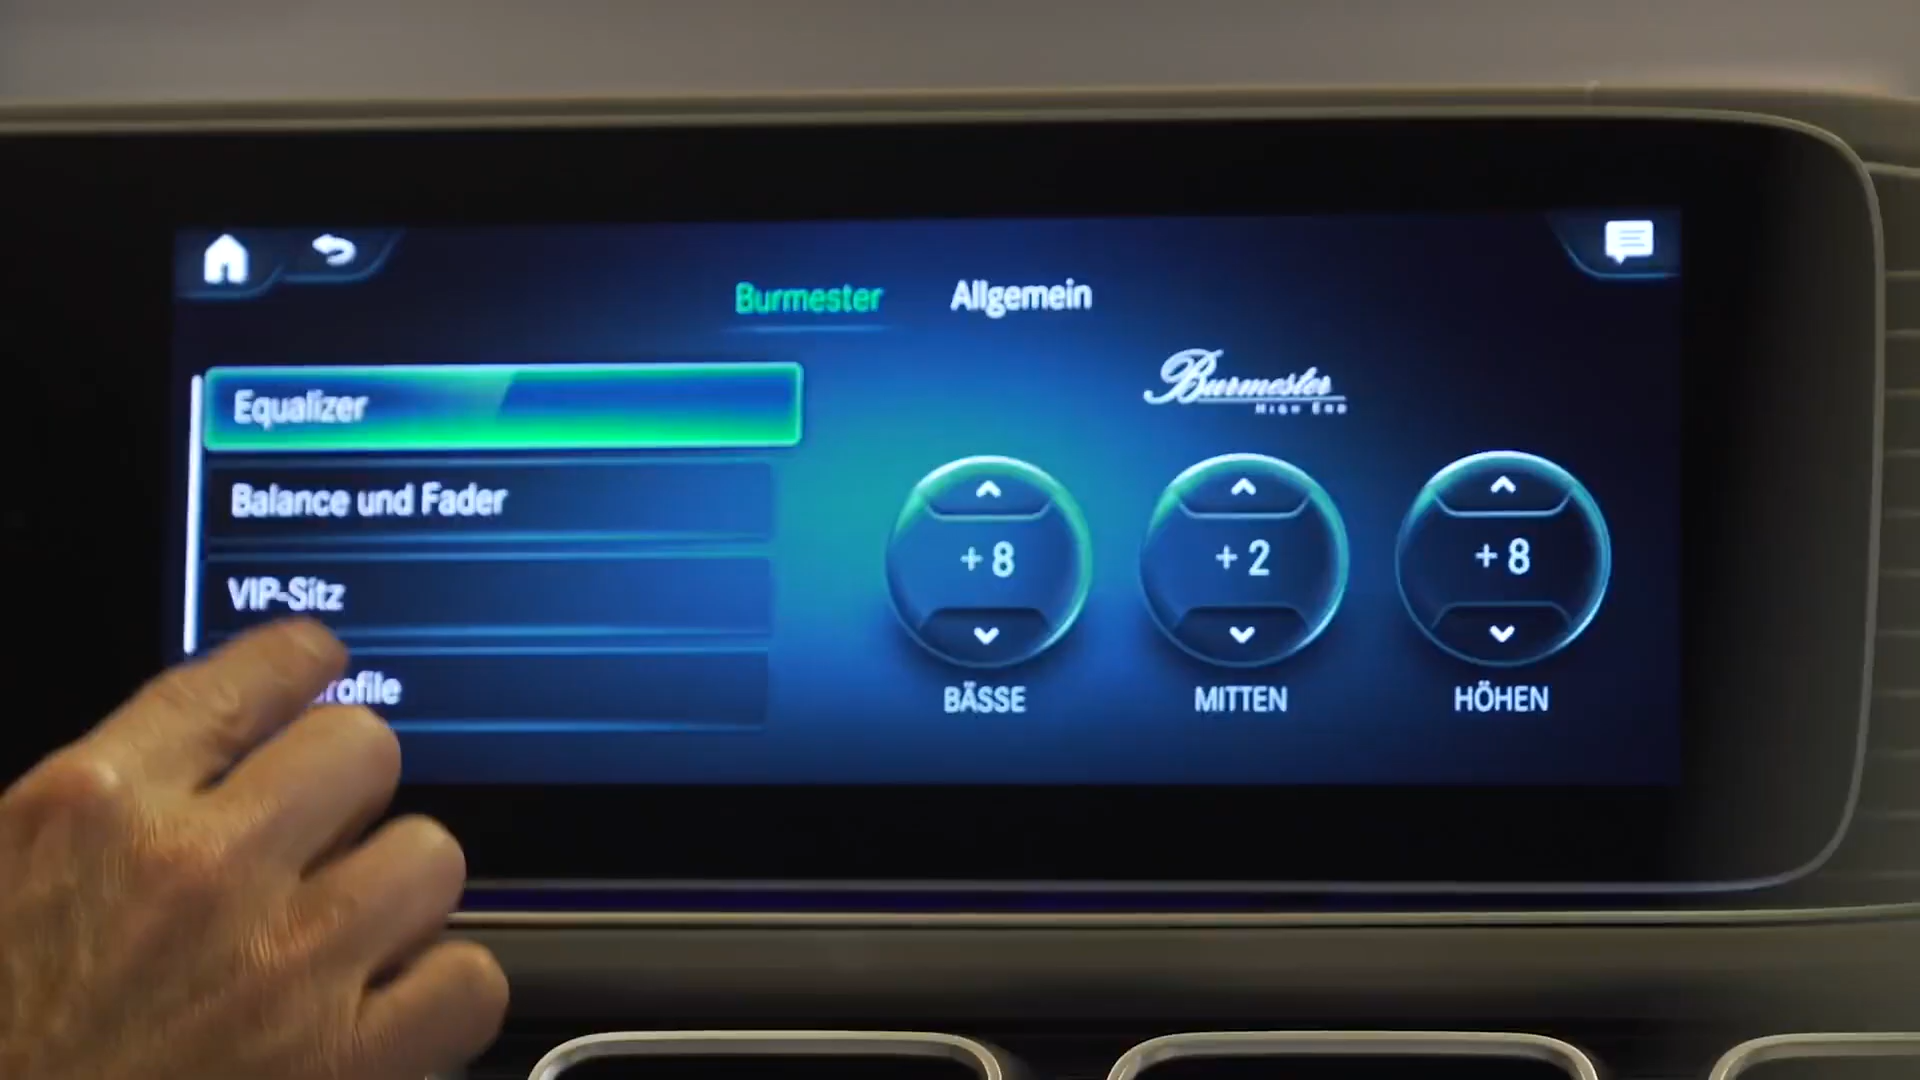 Burmester Allgemein
Burmester
High End
Equalizer
Balance und Fader
VIP-Sitz
rofile
+ 8
+ 2
+ 8
BÄSSE
MITTEN
HÖHEN